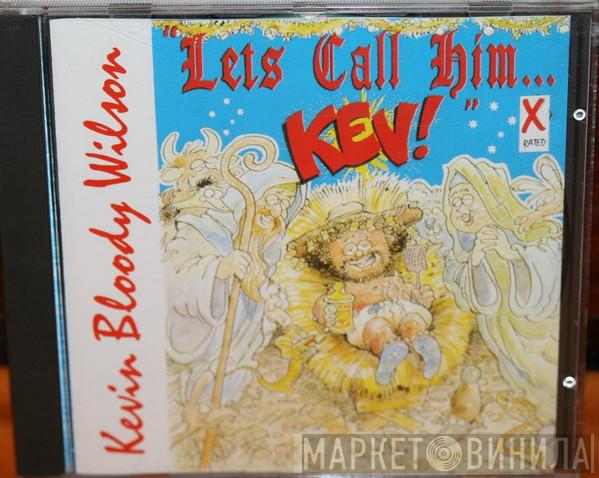 "Lets Call Him...
KEV!"
X
RATED
Kevin Bloody Wilson
МАРКЕТ ВИНИЛА